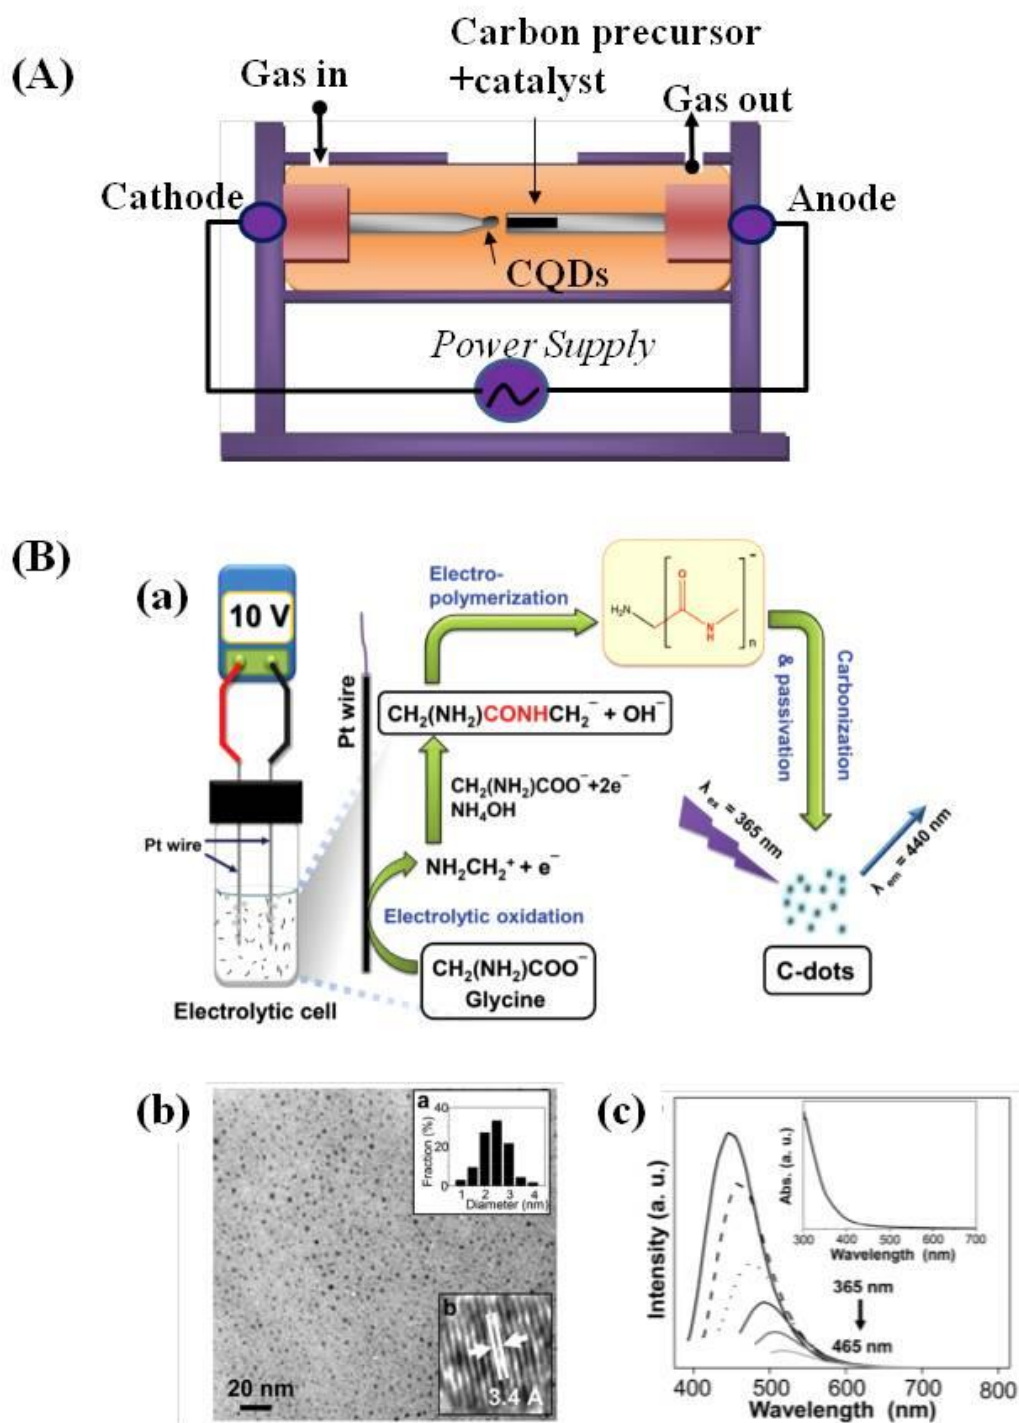 (A)
Carbon precursor
+catalyst
Gas in
Gas out
Cathode
Anode
CQDs
Power Supply
(B)
(a)
10 V
Pt wire
Electrolytic cell
Pt wire
Electro-
polymerization
H₂N
O
N
H
-
n
Carbonization
& passivation
CH₂(NH₂)CONHCH₂⁻ + OH⁻
CH₂(NH₂)COO⁻+2e⁻
NH₄OH
NH₂CH₂⁺ + e⁻
Electrolytic oxidation
CH₂(NH₂)COO⁻
Glycine
λ ex = 365 nm
λ em = 440 nm
C-dots
(b)
a
Fraction (%)
40
20
0
1 2 3 4
Diameter (nm)
b
3.4 A
20 nm
(c)
Intensity (a. u.)
Abs. (a. u.)
300 400 500 600 700
Wavelength (nm)
365 nm
465 nm
400 500 600 700 800
Wavelength (nm)